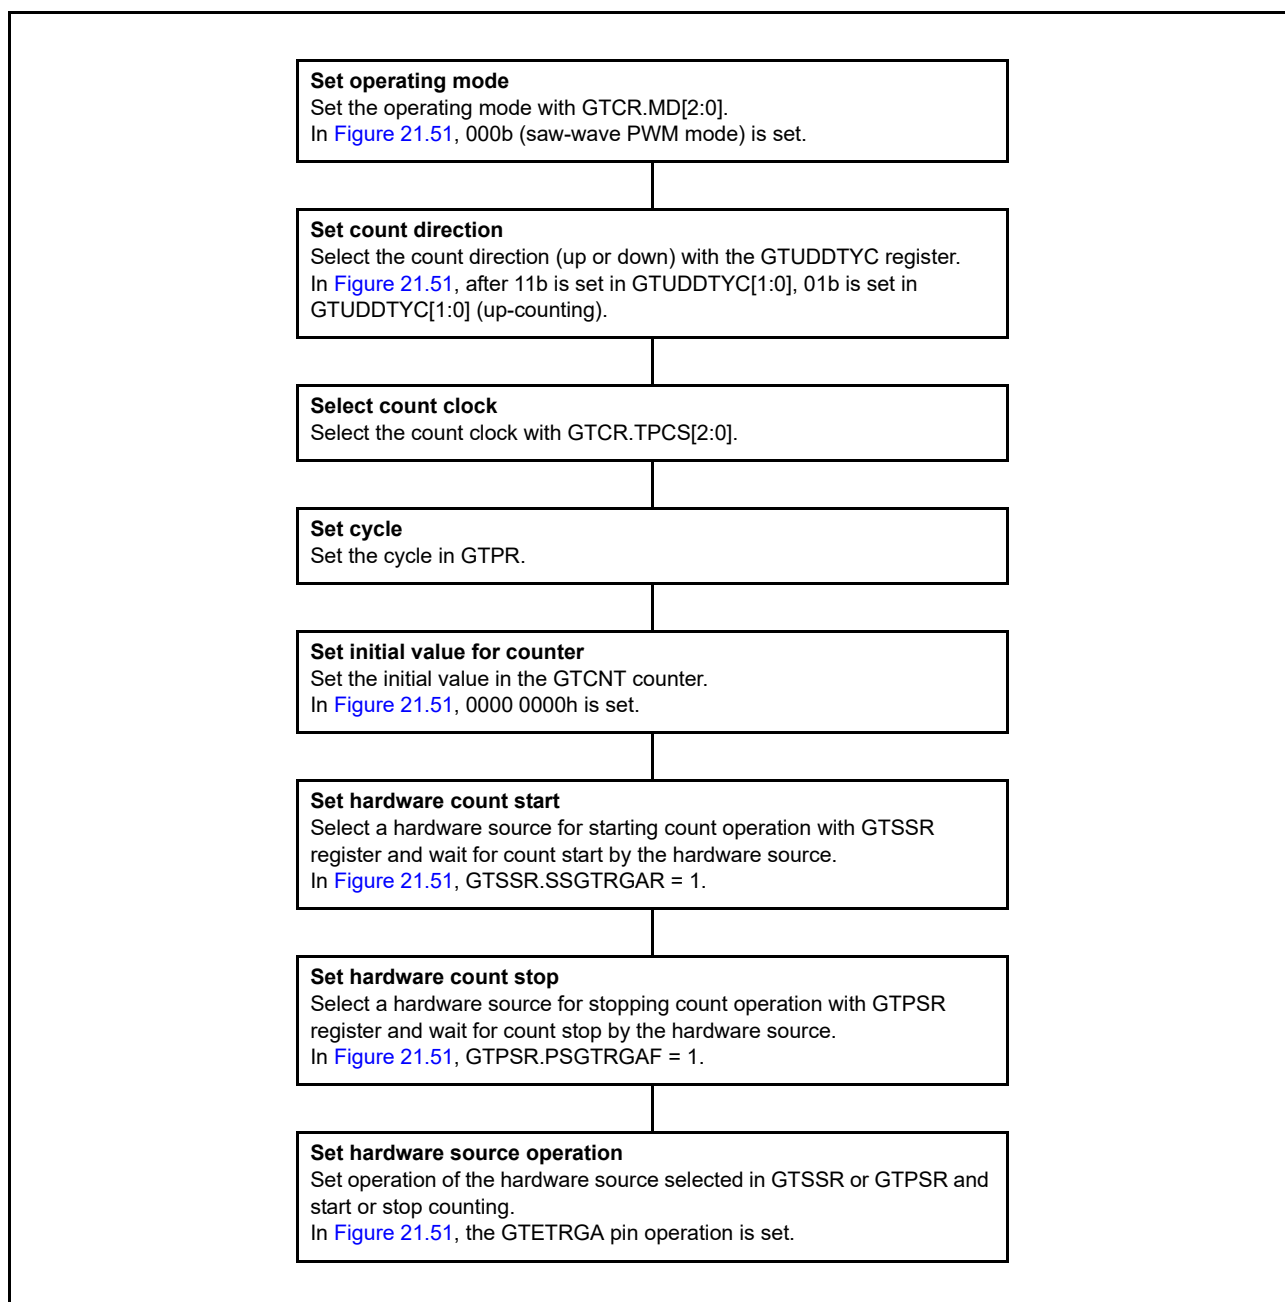 Set operating mode
Set the operating mode with GTCR.MD[2:0].
In Figure 21.51, 000b (saw-wave PWM mode) is set.
Set count direction
Select the count direction (up or down) with the GTUDDTYC register.
In Figure 21.51, after 11b is set in GTUDDTYC[1:0], 01b is set in
GTUDDTYC[1:0] (up-counting).
Select count clock
Select the count clock with GTCR.TPCS[2:0].
Set cycle
Set the cycle in GTPR.
Set initial value for counter
Set the initial value in the GTCNT counter.
In Figure 21.51, 0000 0000h is set.
Set hardware count start
Select a hardware source for starting count operation with GTSSR
register and wait for count start by the hardware source.
In Figure 21.51, GTSSR.SSGTRGAR = 1.
Set hardware count stop
Select a hardware source for stopping count operation with GTPSR
register and wait for count stop by the hardware source.
In Figure 21.51, GTPSR.PSGTRGAF = 1.
Set hardware source operation
Set operation of the hardware source selected in GTSSR or GTPSR and
start or stop counting.
In Figure 21.51, the GTETRGA pin operation is set.